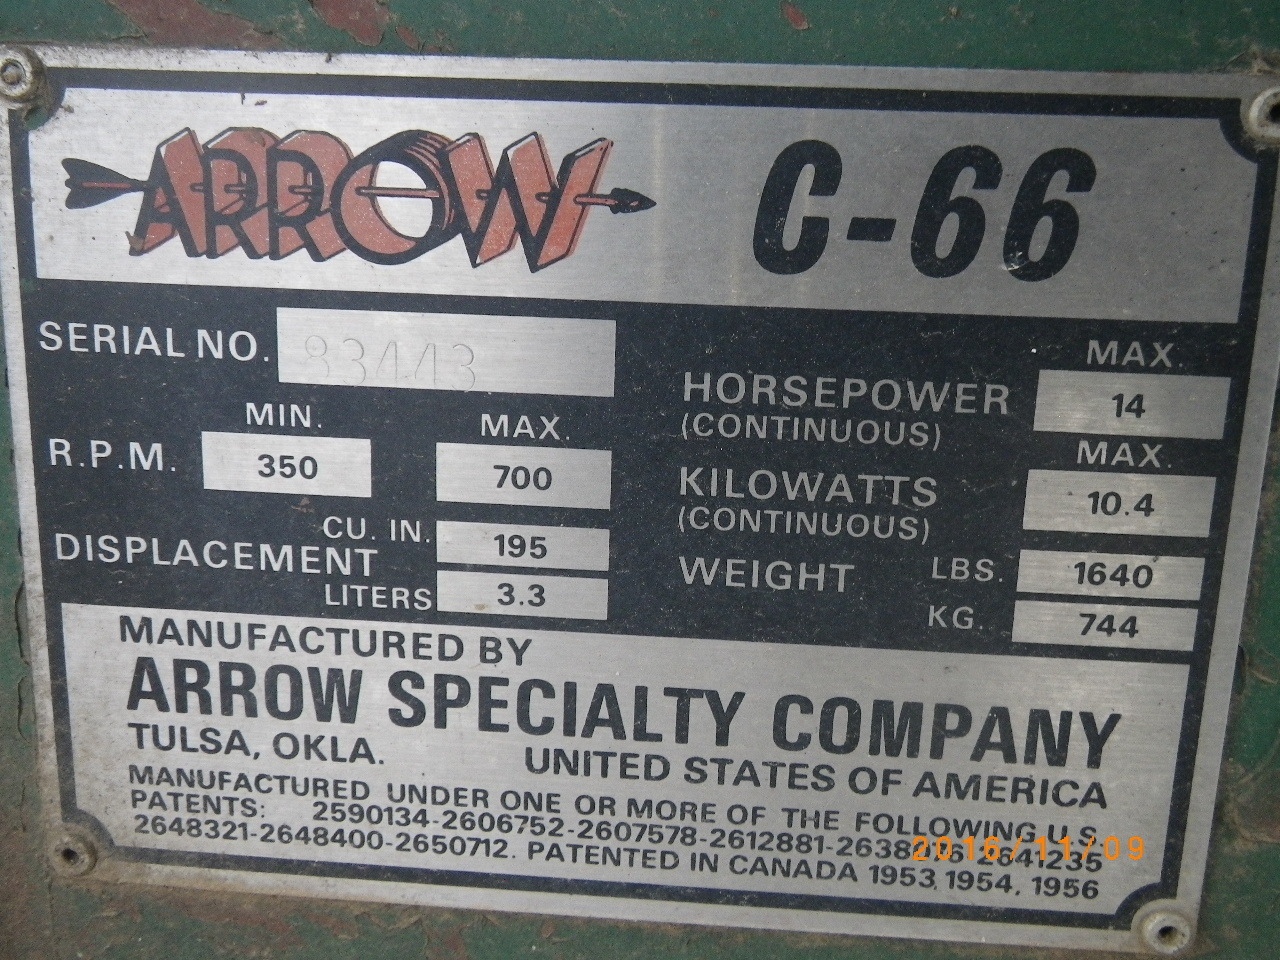 ARROW C-66
SERIAL NO. 83443
R.P.M. MIN. 350 MAX. 700
DISPLACEMENT CU. IN. 195
LITERS 3.3
HORSEPOWER (CONTINUOUS) MAX. 14
KILOWATTS (CONTINUOUS) MAX. 10.4
WEIGHT LBS. 1640
KG. 744
MANUFACTURED BY
ARROW SPECIALTY COMPANY
TULSA, OKLA. UNITED STATES OF AMERICA
MANUFACTURED UNDER ONE OR MORE OF THE FOLLOWING U.S.
PATENTS: 2590134-2606752-2607578-2612881- 2641235
2648321-2648400-2650712. PATENTED IN CANADA 1953, 1954, 1956
2016/11/09